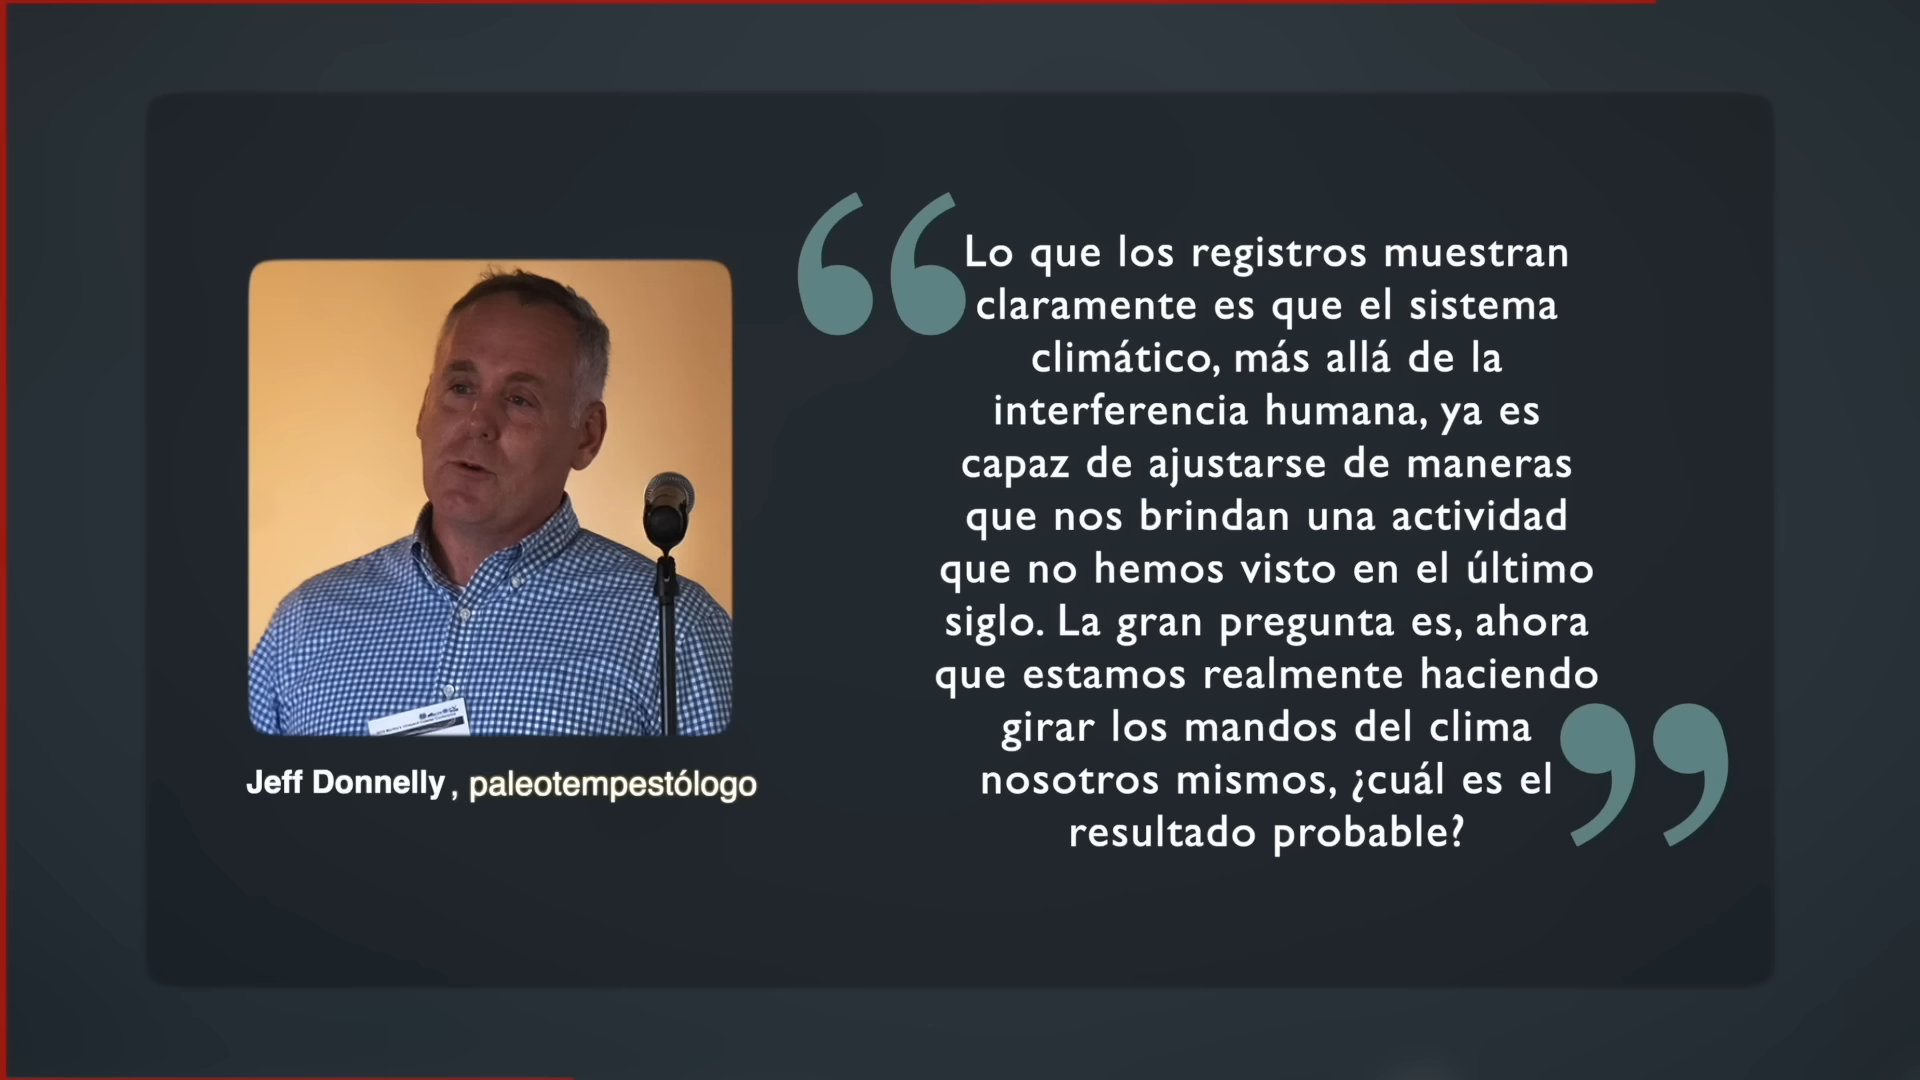 Lo que los registros muestran
claramente es que el sistema
climático, más allá de la
interferencia humana, ya es
capaz de ajustarse de maneras
que nos brindan una actividad
que no hemos visto en el último
siglo. La gran pregunta es, ahora
que estamos realmente haciendo
girar los mandos del clima
nosotros mismos, ¿cuál es el
resultado probable?
Jeff Donnelly, paleotempestólogo